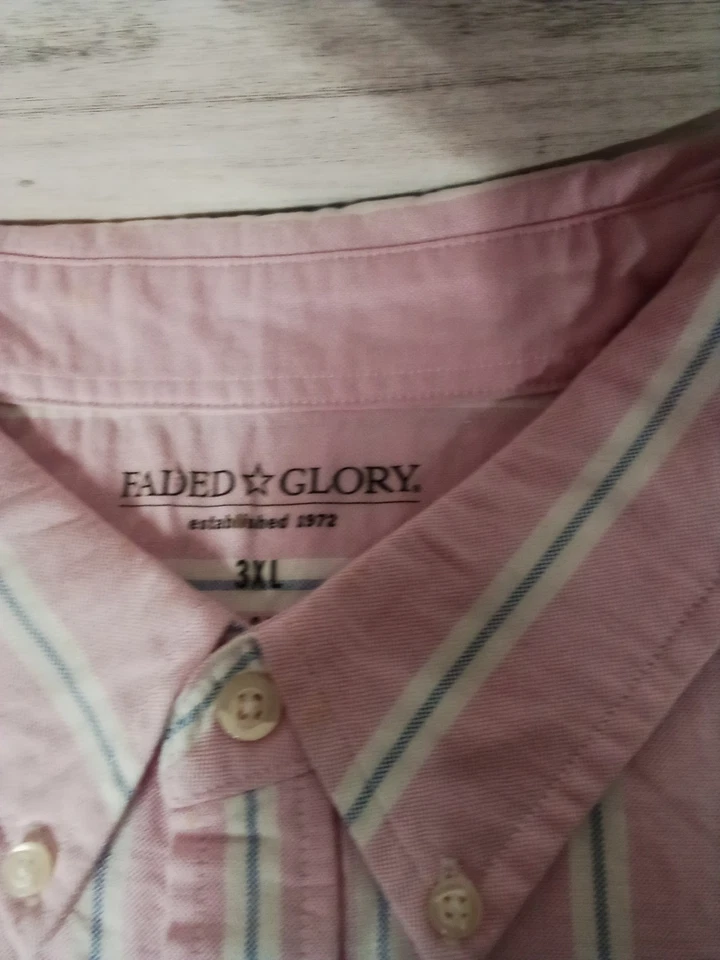 FADED☆GLORY.
established 1972
3XL